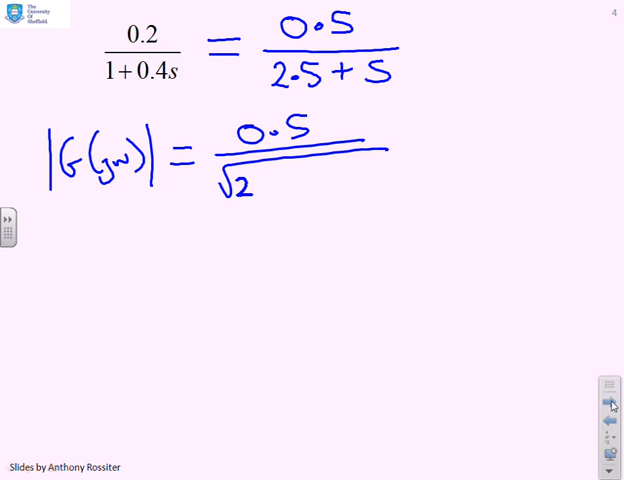 The University Of Sheffield.
4
0.2 / 1+0.4s = 0.5 / 2.5 + s
|G(jw)| = 0.5 / √2
Slides by Anthony Rossiter